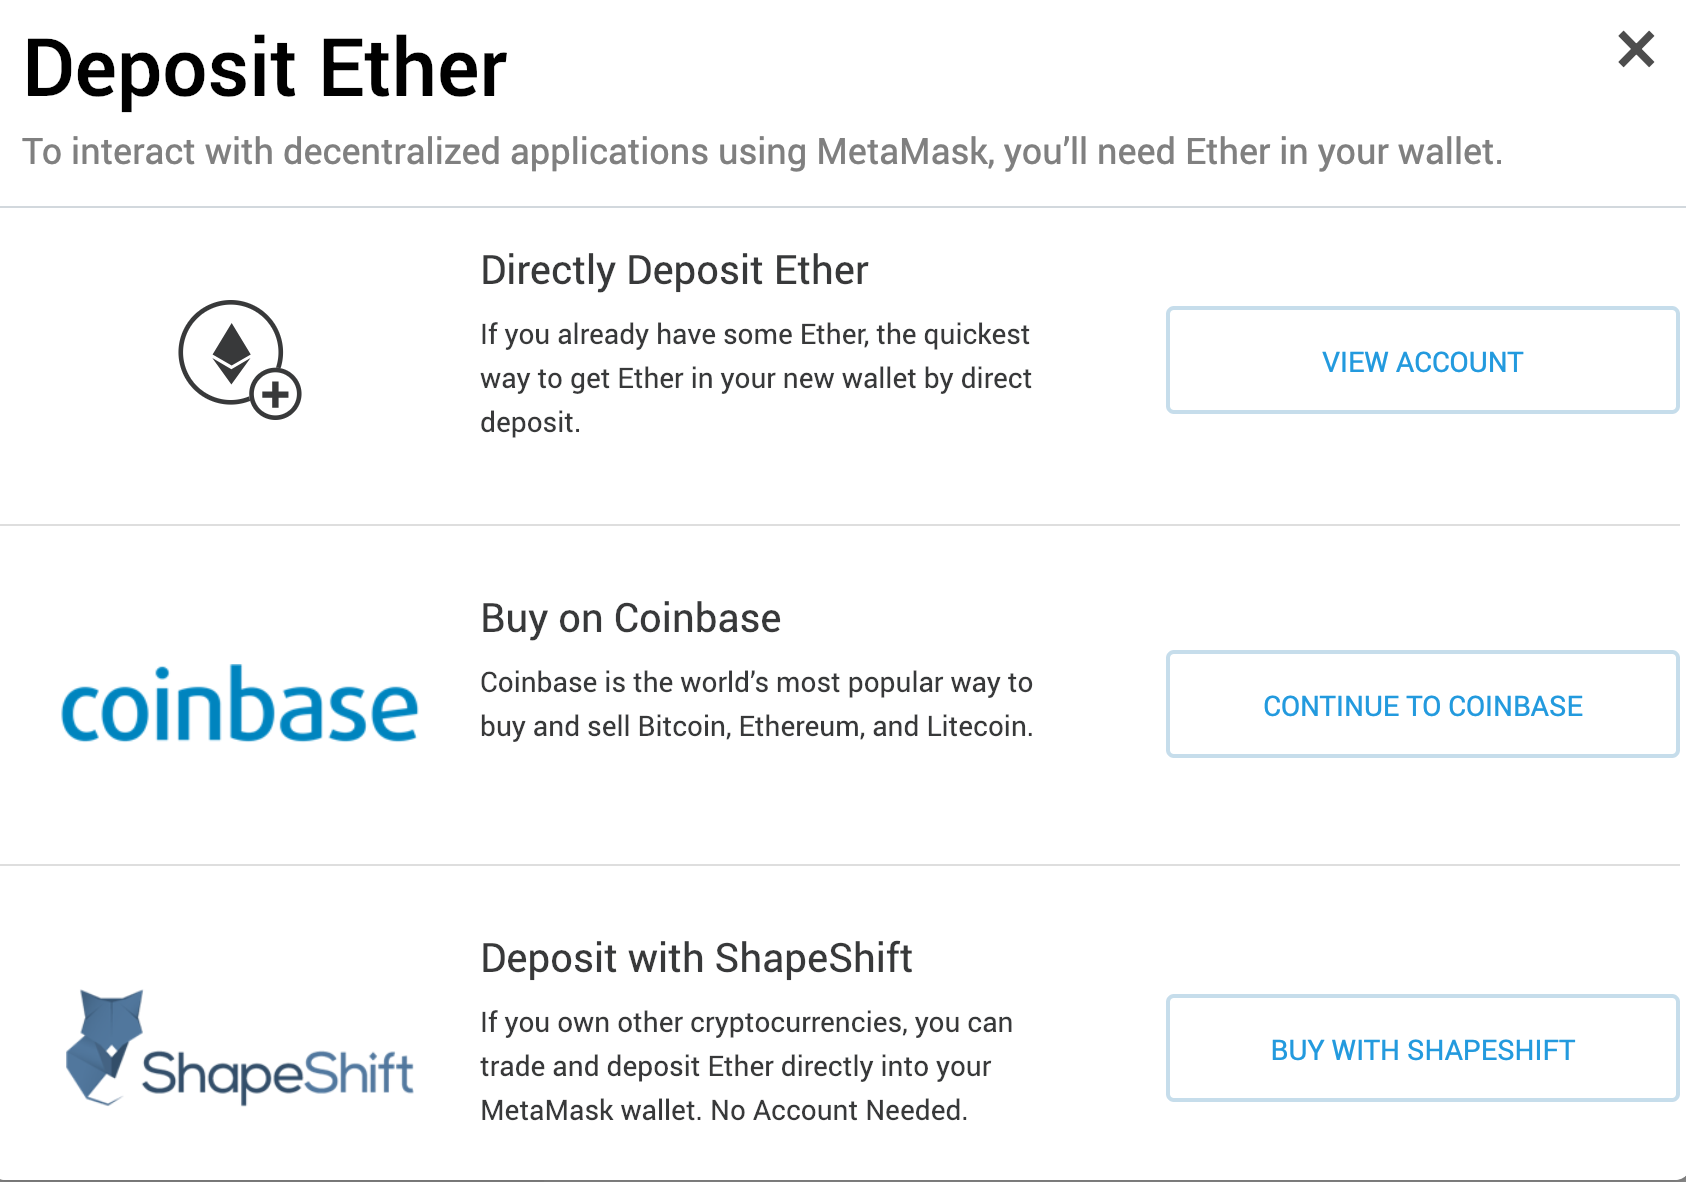 Deposit Ether
To interact with decentralized applications using MetaMask, you’ll need Ether in your wallet.
Directly Deposit Ether
If you already have some Ether, the quickest
way to get Ether in your new wallet by direct
deposit.
VIEW ACCOUNT
coinbase
Buy on Coinbase
Coinbase is the world’s most popular way to
buy and sell Bitcoin, Ethereum, and Litecoin.
CONTINUE TO COINBASE
ShapeShift
Deposit with ShapeShift
If you own other cryptocurrencies, you can
trade and deposit Ether directly into your
MetaMask wallet. No Account Needed.
BUY WITH SHAPESHIFT